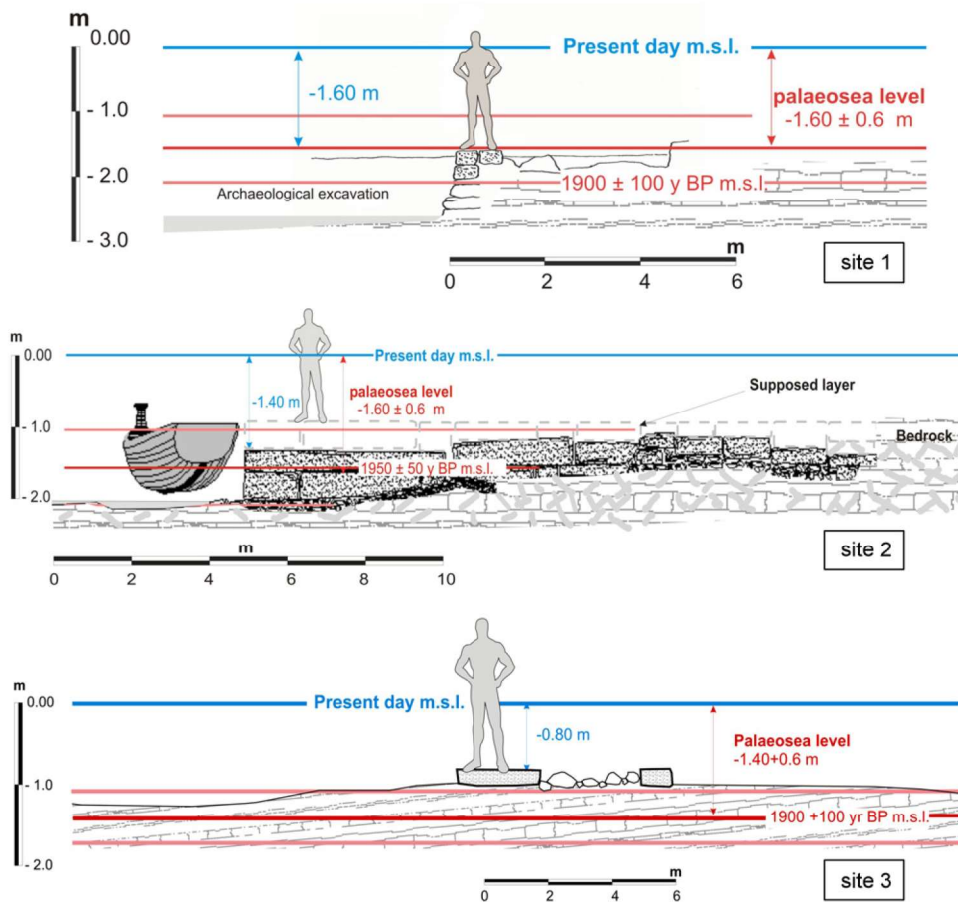 m
0.00
- 1.0
- 2.0
- 3.0
Present day m.s.l.
-1.60 m
palaeosea level
-1.60 ± 0.6 m
1900 ± 100 y BP m.s.l
Archaeological excavation
m
0 2 4 6
site 1
m
0.00
- 1.0
- 2.0
Present day m.s.l.
-1.40 m
palaeosea level
-1.60 ± 0.6 m
Supposed layer
Bedrock
1950 ± 50 y BP m.s.l.
m
0 2 4 6 8 10
site 2
m
0.00
- 1.0
- 2.0
Present day m.s.l.
-0.80 m
Palaeosea level
-1.40+0.6 m
1900 +100 yr BP m.s.l.
m
0 2 4 6
site 3